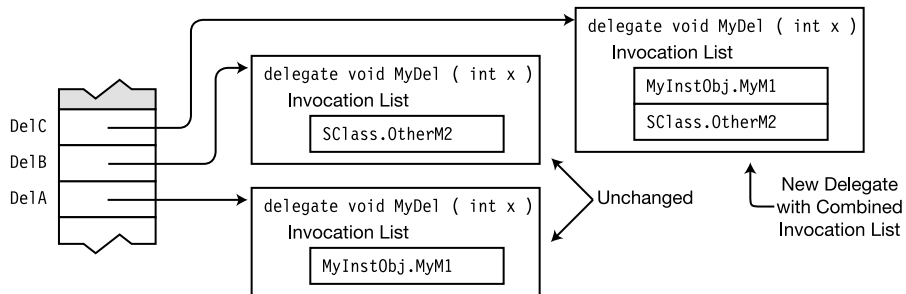 delegate void MyDel ( int x )
Invocation List
MyInstObj.MyM1
SClass.OtherM2
delegate void MyDel ( int x )
Invocation List
SClass.OtherM2
DelC
DelB
DelA
Unchanged
New Delegate
with Combined
Invocation List
delegate void MyDel ( int x )
Invocation List
MyInstObj.MyM1